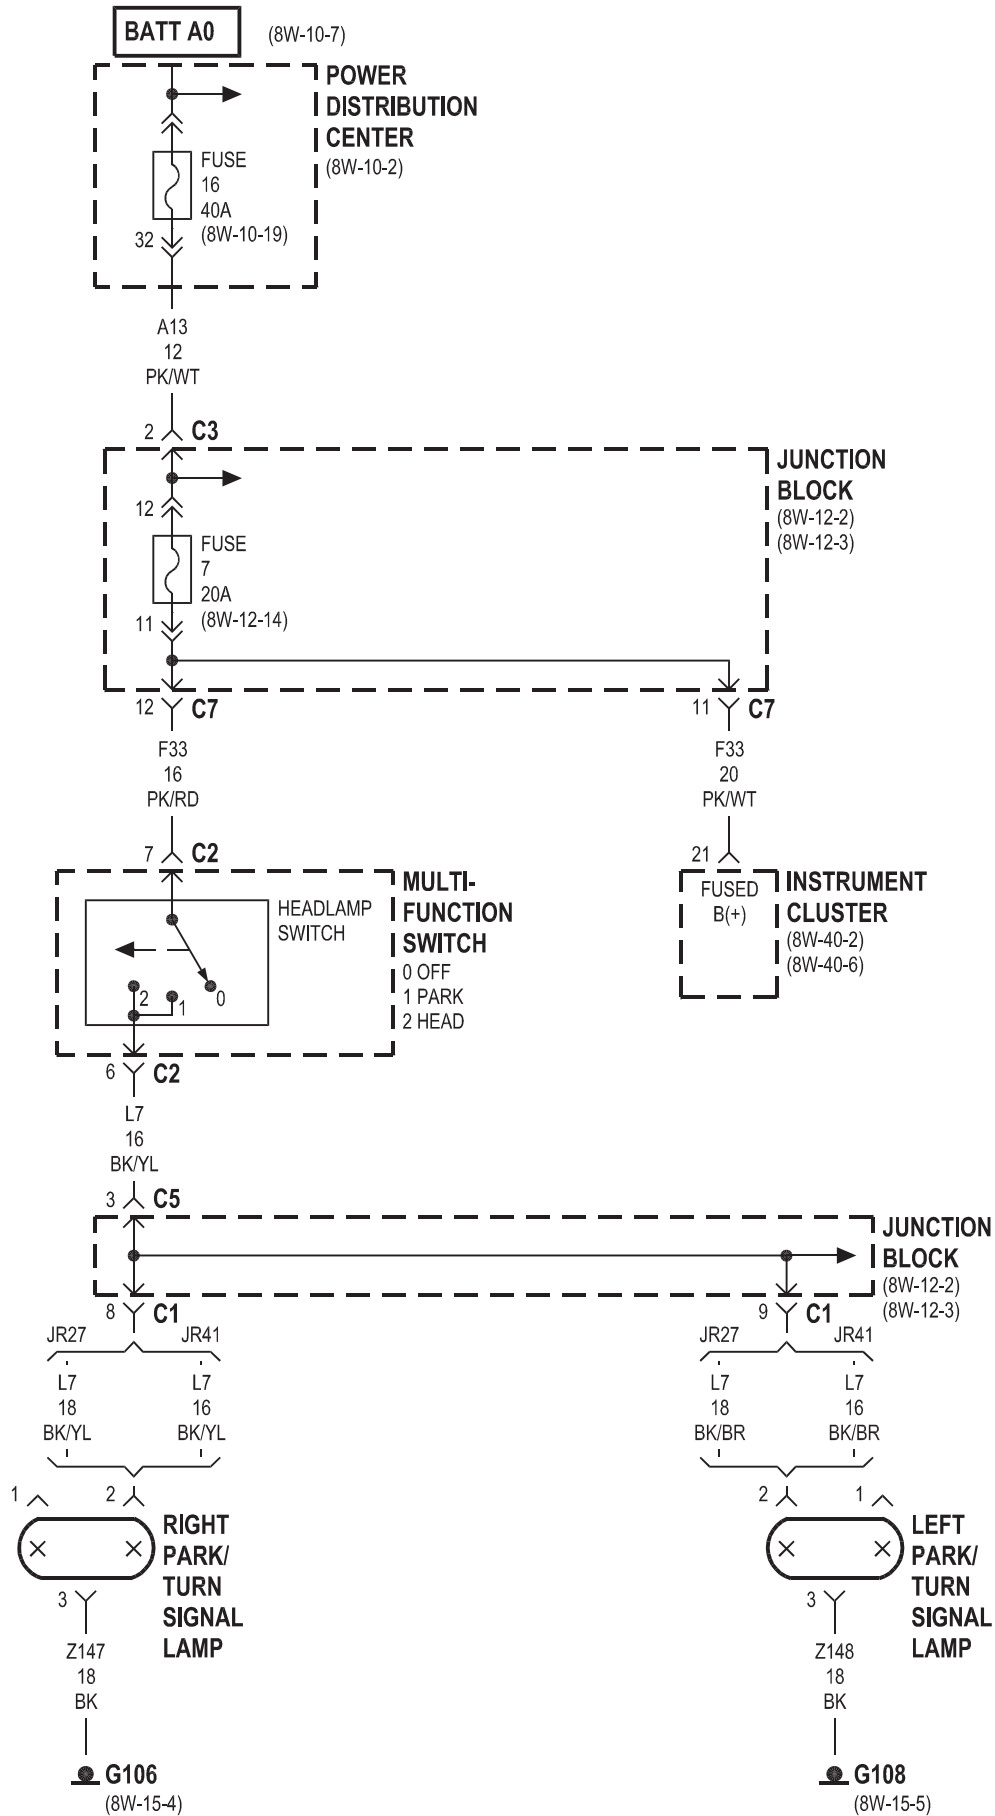 BATT A0
(8W-10-7)
POWER
DISTRIBUTION
CENTER
(8W-10-2)
FUSE
16
40A
(8W-10-19)
32
A13
12
PK/WT
2
C3
JUNCTION
BLOCK
(8W-12-2)
(8W-12-3)
12
FUSE
7
20A
(8W-12-14)
11
12
C7
11
C7
F33
16
PK/RD
F33
20
PK/WT
7
C2
21
MULTI-
FUNCTION
SWITCH
0 OFF
1 PARK
2 HEAD
HEADLAMP
SWITCH
2
1
0
FUSED
B(+)
INSTRUMENT
CLUSTER
(8W-40-2)
(8W-40-6)
6
C2
L7
16
BK/YL
3
C5
JUNCTION
BLOCK
(8W-12-2)
(8W-12-3)
8
C1
9
C1
JR27
JR41
JR27
JR41
L7
18
BK/YL
L7
16
BK/YL
L7
18
BK/BR
L7
16
BK/BR
1
2
2
1
RIGHT
PARK/
TURN
SIGNAL
LAMP
LEFT
PARK/
TURN
SIGNAL
LAMP
3
3
Z147
18
BK
Z148
18
BK
G106
(8W-15-4)
G108
(8W-15-5)